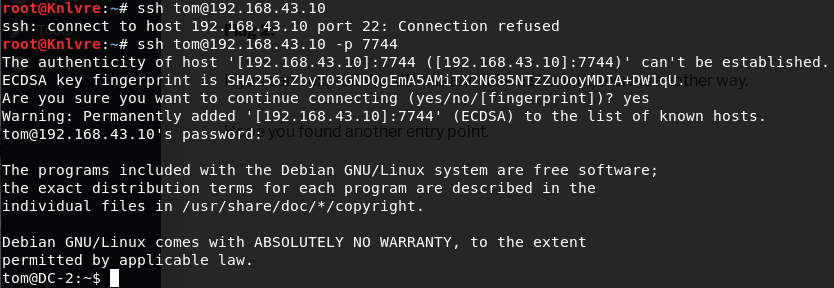 root@Knlvre:~# ssh tom@192.168.43.10
ssh: connect to host 192.168.43.10 port 22: Connection refused
root@Knlvre:~# ssh tom@192.168.43.10 -p 7744
The authenticity of host '[192.168.43.10]:7744 ([192.168.43.10]:7744)' can't be established.
ECDSA key fingerprint is SHA256:ZbyT03GNDQgEmA5AMiTX2N685NTzZuOoyMDIA+DW1qU.
other way.
Are you sure you want to continue connecting (yes/no/[fingerprint])? yes
Warning: Permanently added '[192.168.43.10]:7744' (ECDSA) to the list of known hosts.
tom@192.168.43.10's password:
you found another entry point.
The programs included with the Debian GNU/Linux system are free software;
the exact distribution terms for each program are described in the
individual files in /usr/share/doc/*/copyright.
Debian GNU/Linux comes with ABSOLUTELY NO WARRANTY, to the extent
permitted by applicable law.
tom@DC-2:~$